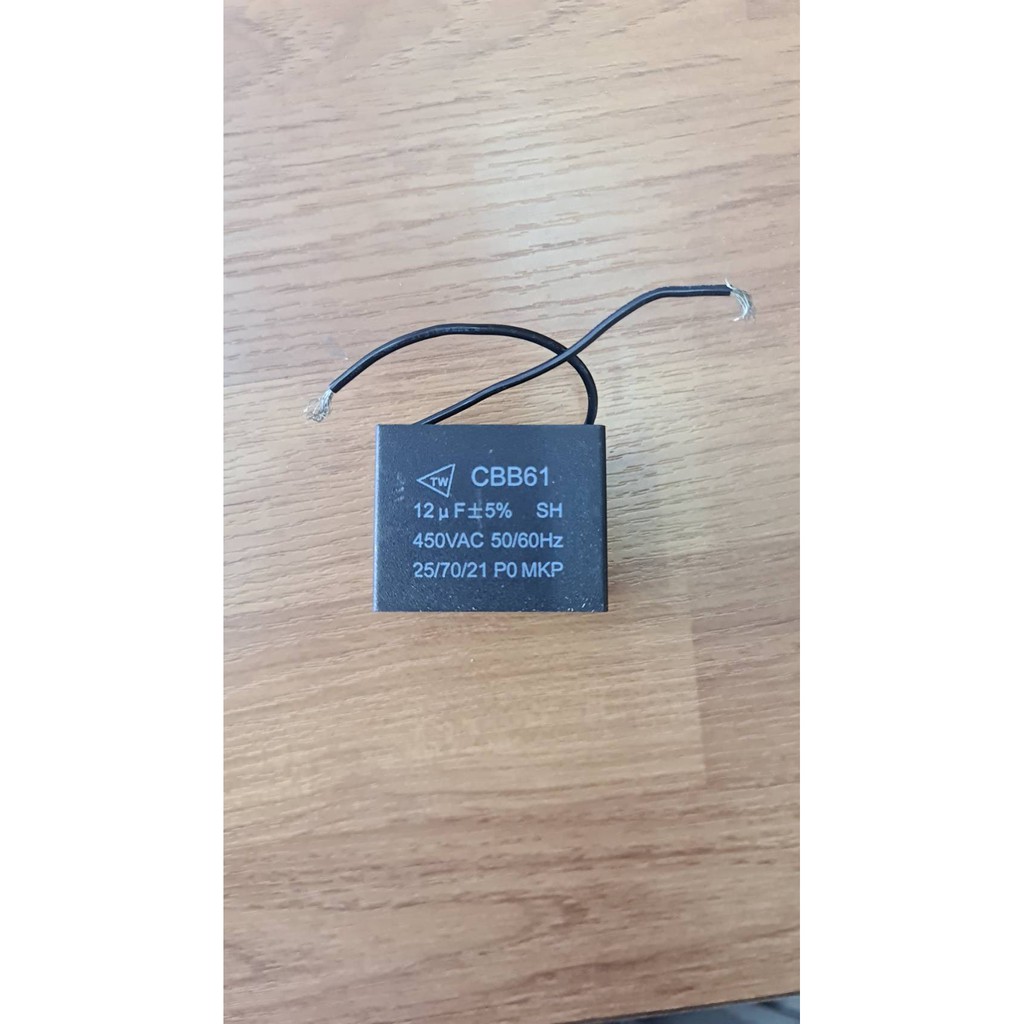 TW CBB61
12μF±5% SH
450VAC 50/60Hz
25/70/21 P0 MKP